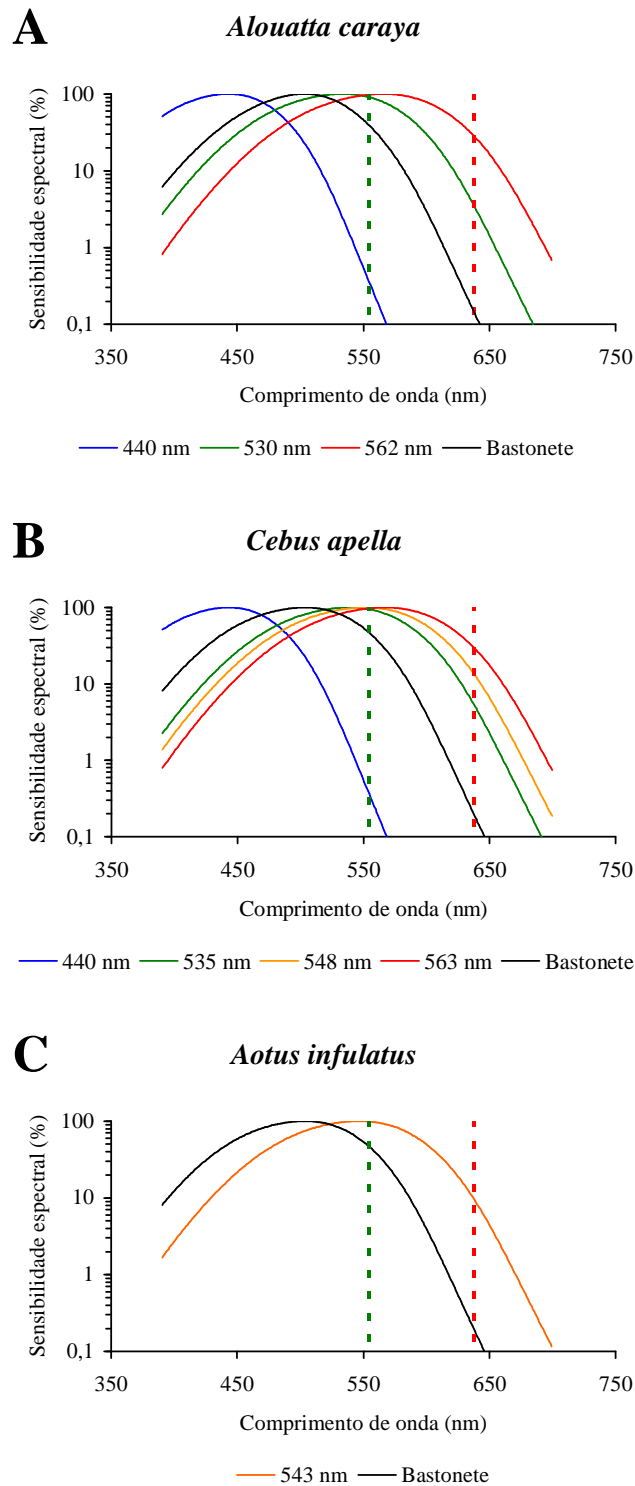 A
Alouatta caraya
Sensibilidade espectral (%)
100
10
1
0,1
350
450
550
650
750
Comprimento de onda (nm)
440 nm
530 nm
562 nm
Bastonete
B
Cebus apella
Sensibilidade espectral (%)
100
10
1
0,1
350
450
550
650
750
Comprimento de onda (nm)
440 nm
535 nm
548 nm
563 nm
Bastonete
C
Aotus infulatus
Sensibilidade espectral (%)
100
10
1
0,1
350
450
550
650
750
Comprimento de onda (nm)
543 nm
Bastonete